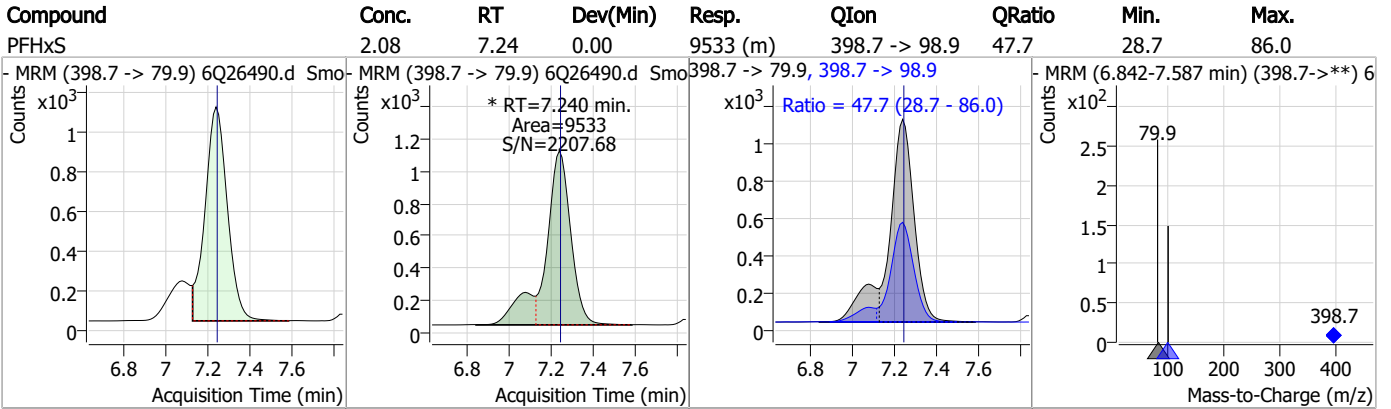 Compound Conc. RT Dev(Min) Resp. QIon QRatio Min. Max.
PFHxS 2.08 7.24 0.00 9533 (m) 398.7 -> 98.9 47.7 28.7 86.0
- MRM (398.7 -> 79.9) 6Q26490.d Smo
Counts
x10³
1
0.8
0.6
0.4
0.2
0
6.8 7 7.2 7.4 7.6
Acquisition Time (min)
- MRM (398.7 -> 79.9) 6Q26490.d Smo
Counts
x10³
* RT=7.240 min.
Area=9533
S/N=2207.68
1.2
1
0.8
0.6
0.4
0.2
0
6.8 7 7.2 7.4 7.6
Acquisition Time (min)
398.7 -> 79.9, 398.7 -> 98.9
Counts
x10³
Ratio = 47.7 (28.7 - 86.0)
1
0.8
0.6
0.4
0.2
0
6.8 7 7.2 7.4 7.6
Acquisition Time (min)
- MRM (6.842-7.587 min) (398.7->**) 6
Counts
x10²
79.9
2.5
2
1.5
1
0.5
0
398.7
100 200 300 400
Mass-to-Charge (m/z)